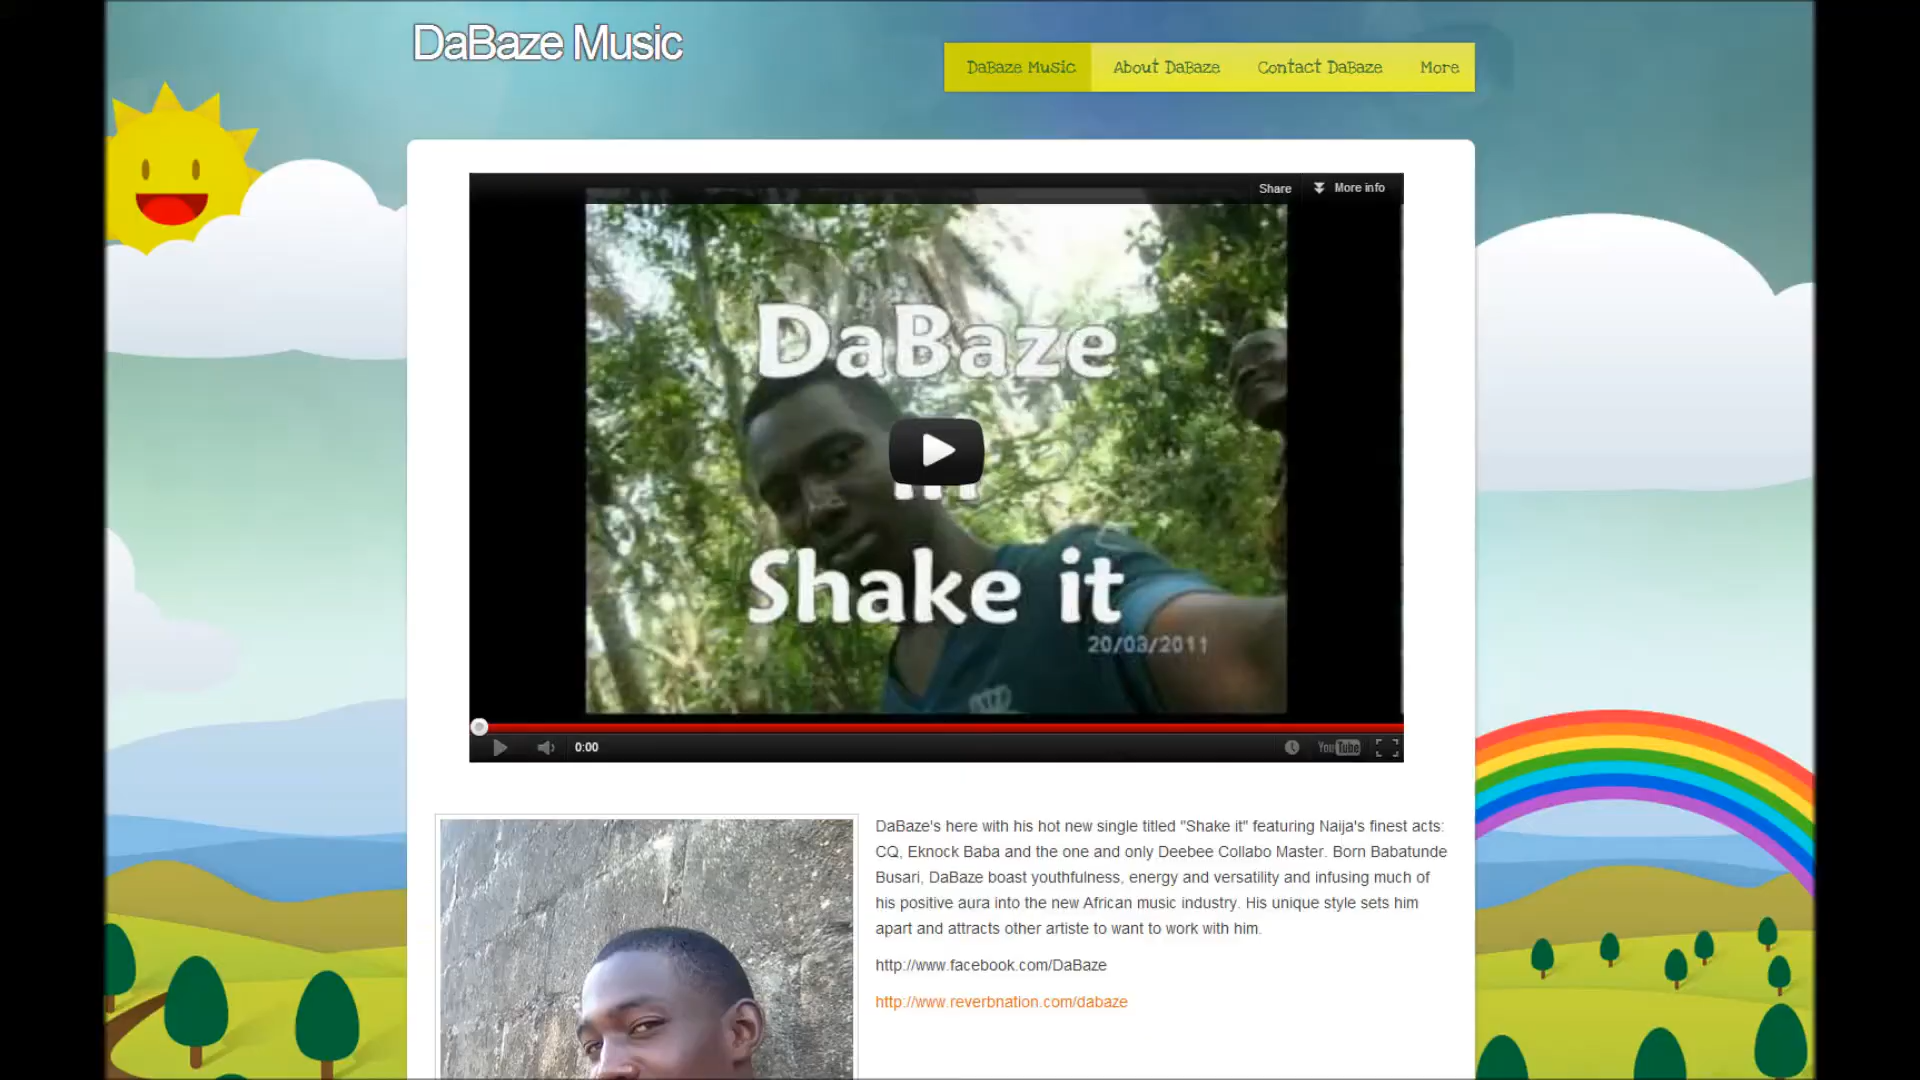 DaBaze Music
DaBaze Music About DaBaze Contact DaBaze More
Share More info
DaBaze
in
Shake it
20/03/2011
0:00 YouTube
DaBaze's here with his hot new single titled "Shake it" featuring Naija's finest acts:
CQ, Eknock Baba and the one and only Deebee Collabo Master. Born Babatunde
Busari, DaBaze boast youthfulness, energy and versatility and infusing much of
his positive aura into the new African music industry. His unique style sets him
apart and attracts other artiste to want to work with him.
http://www.facebook.com/DaBaze
http://www.reverbnation.com/dabaze